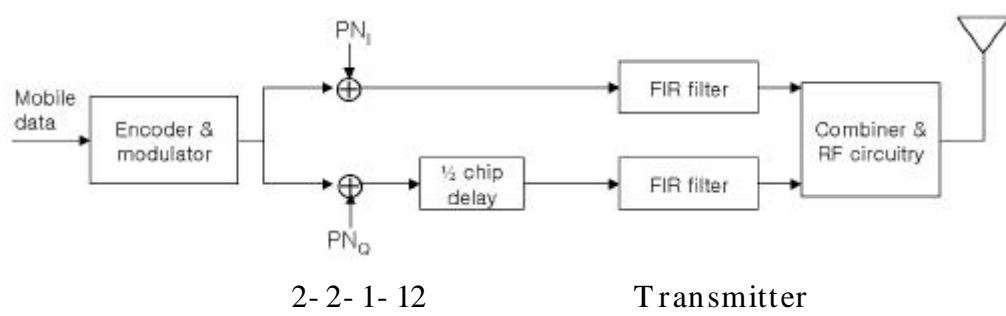 PN_I
Mobile
data
Encoder &
modulator
FIR filter
Combiner &
RF circuitry
½ chip
delay
FIR filter
PN_Q
2-2-1-12 Transmitter